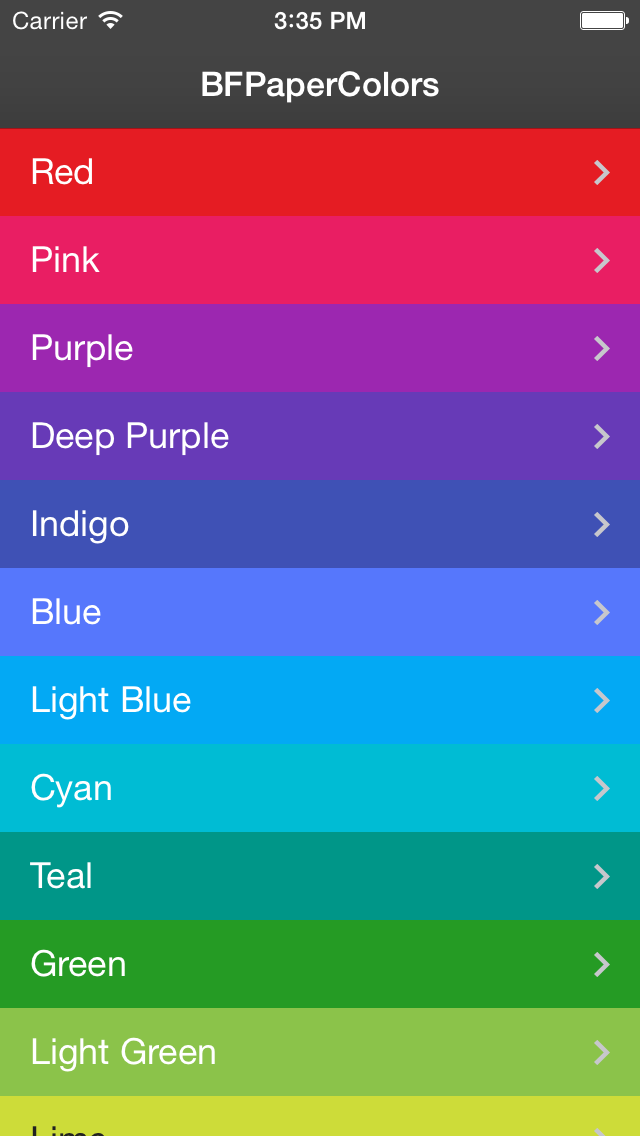 Carrier 3:35 PM
BFPaperColors
Red
Pink
Purple
Deep Purple
Indigo
Blue
Light Blue
Cyan
Teal
Green
Light Green
Lime